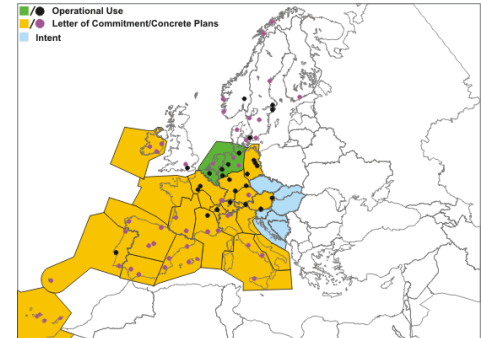 / Operational Use
/ Letter of Commitment/Concrete Plans
Intent